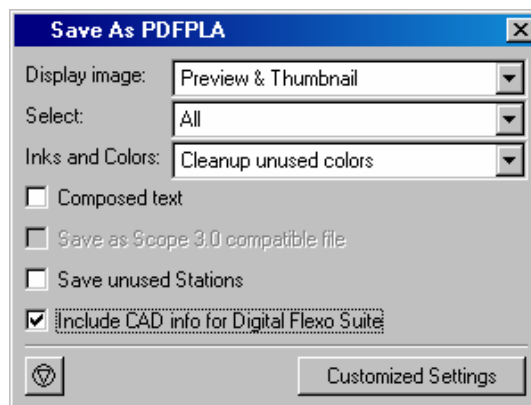 Save As PDFPLA
Display image: Preview & Thumbnail
Select: All
Inks and Colors: Cleanup unused colors
Composed text
Save as Scope 3.0 compatible file
Save unused Stations
Include CAD info for Digital Flexo Suite
Customized Settings